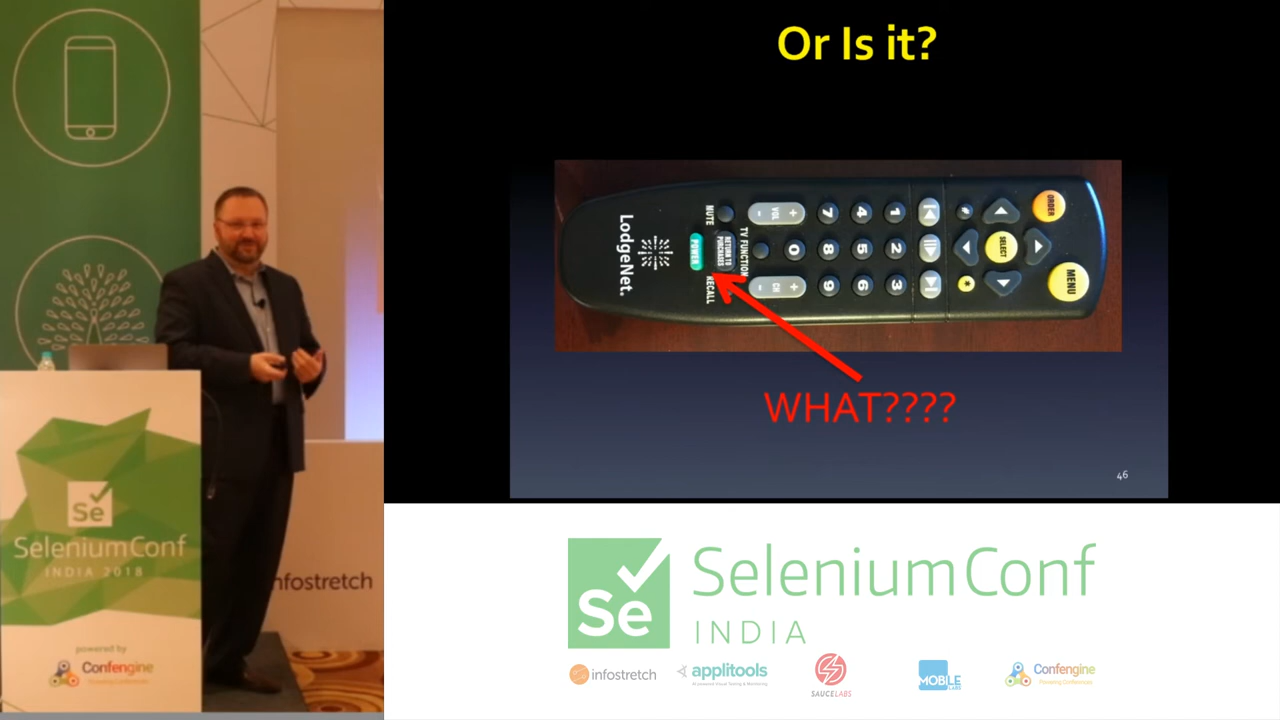 Or Is it?
LodgeNet.
POWER
MUTE
RETURN TO
PURCHASES
RECALL
TV FUNCTION
- VOL +
- CH +
7 4 1
0 8 5 2
9 6 3
#
*
SELECT
ORDER
MENU
WHAT????
46
Se
SeleniumConf
INDIA 2018
powered by
Confengine
infostretch
Se
SeleniumConf
INDIA
infostretch
applitools
SAUCELABS
MOBILE
LABS
Confengine